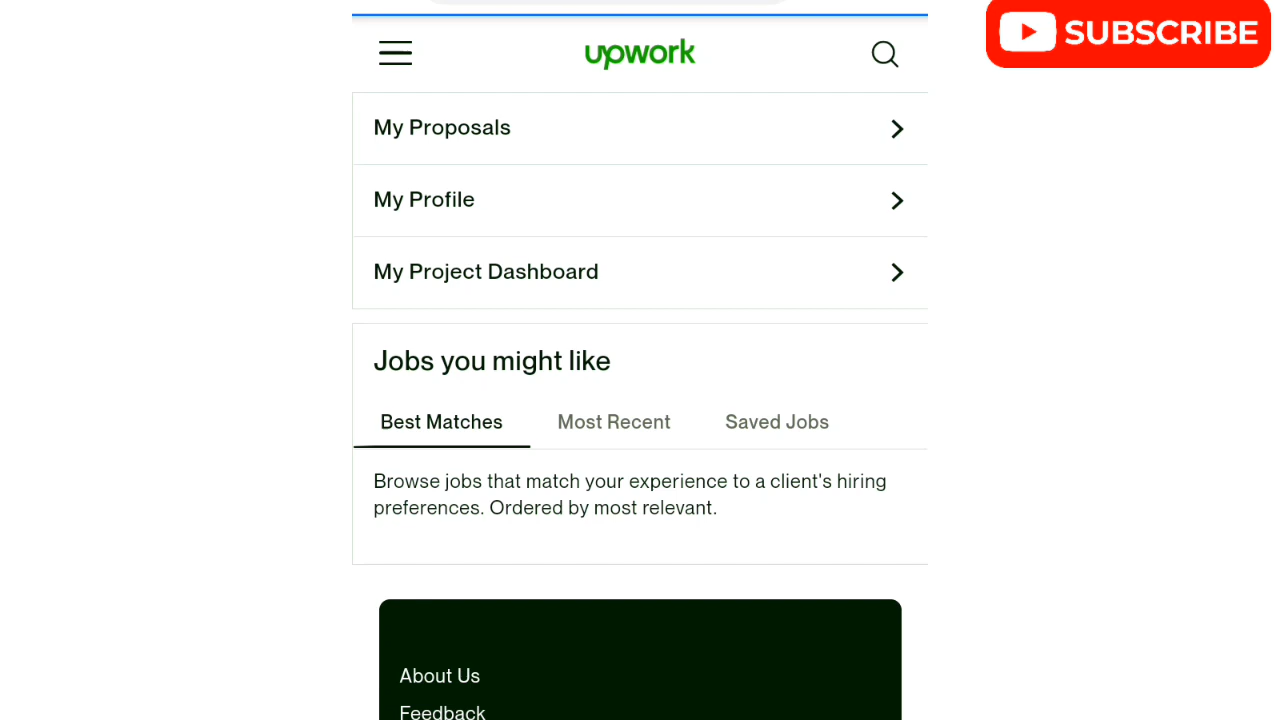 upwork
SUBSCRIBE
My Proposals
My Profile
My Project Dashboard
Jobs you might like
Best Matches Most Recent Saved Jobs
Browse jobs that match your experience to a client's hiring
preferences. Ordered by most relevant.
About Us
Feedback